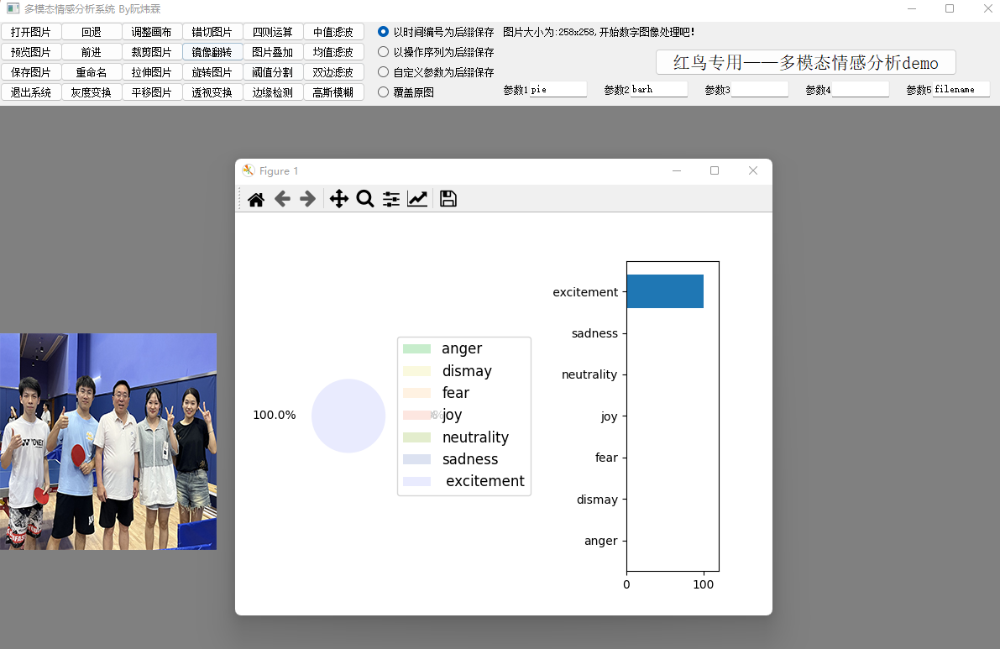 多模态情感分析系统 By阮炜霖
打开图片 回退 调整画布 错切图片 四则运算 中值滤波 以时间编号为后缀保存 图片大小为:258x258,开始数字图像处理吧!
预览图片 前进 裁剪图片 镜像翻转 图片叠加 均值滤波 以操作序列为后缀保存
红鸟专用——多模态情感分析demo
保存图片 重命名 拉伸图片 旋转图片 阈值分割 双边滤波 自定义参数为后缀保存
退出系统 灰度变换 平移图片 透视变换 边缘检测 高斯模糊 覆盖原图 参数1 pie 参数2 barh 参数3 参数4 参数5 filename
Figure 1
100.0%
anger
dismay
fear
joy
neutrality
sadness
excitement
excitement
sadness
neutrality
joy
fear
dismay
anger
0 100
YONEX